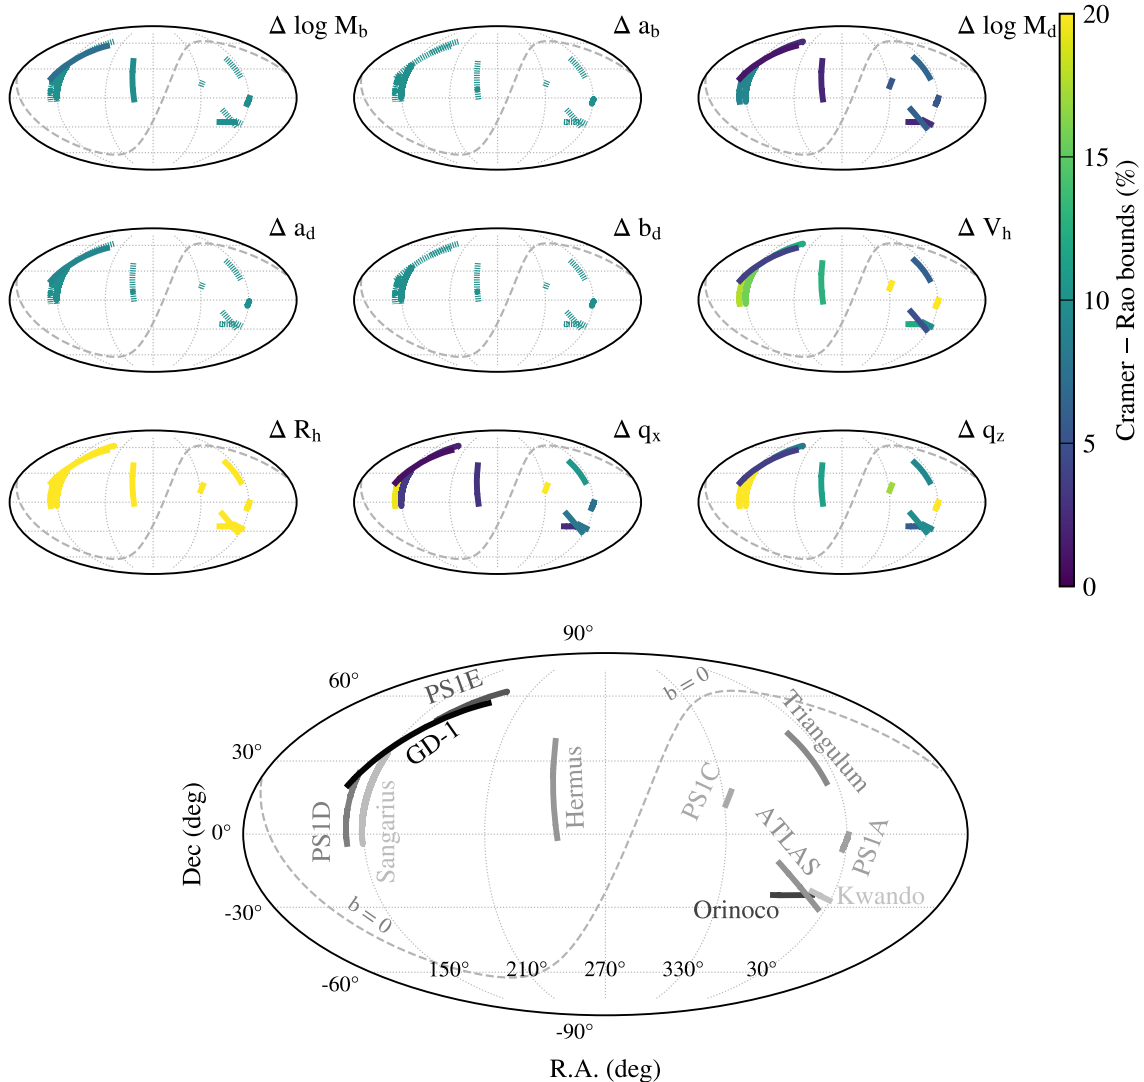 Δ log M_b
Δ a_b
Δ log M_d
Δ a_d
Δ b_d
Δ V_h
Δ R_h
Δ q_x
Δ q_z
20
15
10
5
0
Cramer − Rao bounds (%)
90°
60°
30°
0°
-30°
-60°
-90°
150°
210°
270°
330°
30°
Dec (deg)
R.A. (deg)
PS1E
GD-1
PS1D
Sangarius
Hermus
b = 0
b = 0
PS1C
Triangulum
ATLAS
PS1A
Kwando
Orinoco